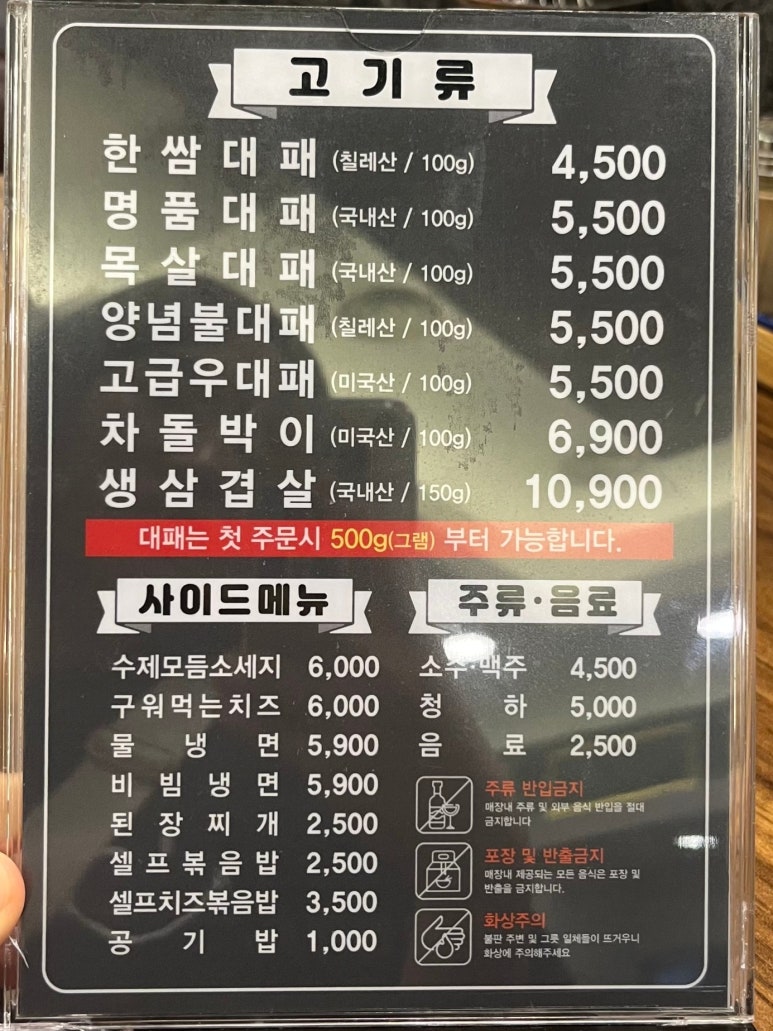 고기류
한쌈대패 (칠레산 / 100g) 4,500
명품대패 (국내산 / 100g) 5,500
목살대패 (국내산 / 100g) 5,500
양념불대패 (칠레산 / 100g) 5,500
고급우대패 (미국산 / 100g) 5,500
차돌박이 (미국산 / 100g) 6,900
생삼겹살 (국내산 / 150g) 10,900
대패는 첫 주문시 500g(그램) 부터 가능합니다.
사이드메뉴
수제모듬소세지 6,000
구워먹는치즈 6,000
물냉면 5,900
비빔냉면 5,900
된장찌개 2,500
셀프볶음밥 2,500
셀프치즈볶음밥 3,500
공기밥 1,000
주류·음료
소주·맥주 4,500
청하 5,000
음료 2,500
주류 반입금지
매장내 주류 및 외부 음식 반입을 절대
금지합니다
포장 및 반출금지
매장내 제공되는 모든 음식은 포장 및
반출을 금지합니다.
화상주의
불판 주변 및 그릇 일체들이 뜨거우니
화상에 주의해주세요